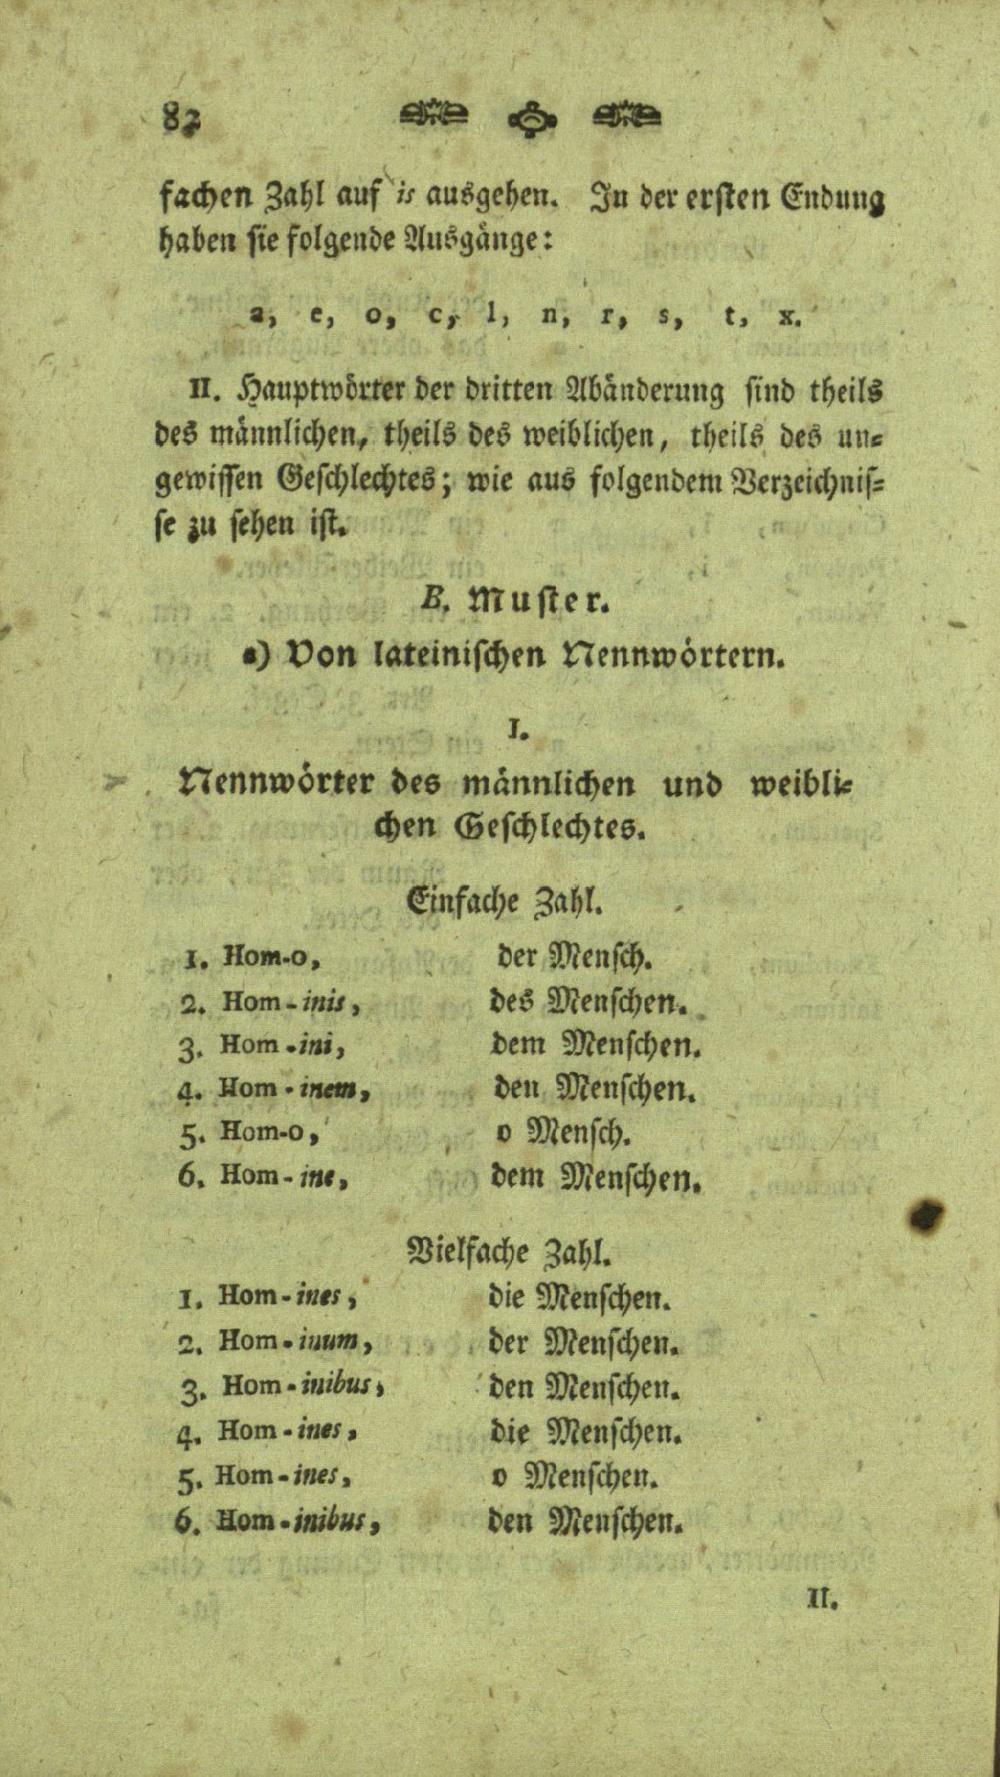 82
fachen Zahl auf is ausgehen. In der ersten Endung
haben sie folgende Ausgånge:
a, e, o, c, l, n, r, s, t, x.
II. Hauptwörter der dritten Abånderung sind theils
des månnlichen, theils des weiblichen, theils des un-
gewissen Geschlechtes; wie aus folgendem Verzeichnis-
se zu sehen ist.
B. Muster.
a) Von lateinischen Nennwörtern.
I.
Nennwörter des månnlichen und weibli-
chen Geschlechtes.
Einfache Zahl.
1. Hom-o, der Mensch.
2. Hom-inis, des Menschen.
3. Hom-ini, dem Menschen.
4. Hom-inem, den Menschen.
5. Hom-o, o Mensch.
6. Hom-ine, dem Menschen.
Vielfache Zahl.
1. Hom-ines, die Menschen.
2. Hom-inum, der Menschen.
3. Hom-inibus, den Menschen.
4. Hom-ines, die Menschen.
5. Hom-ines, o Menschen.
6. Hom-inibus, den Menschen.
II.